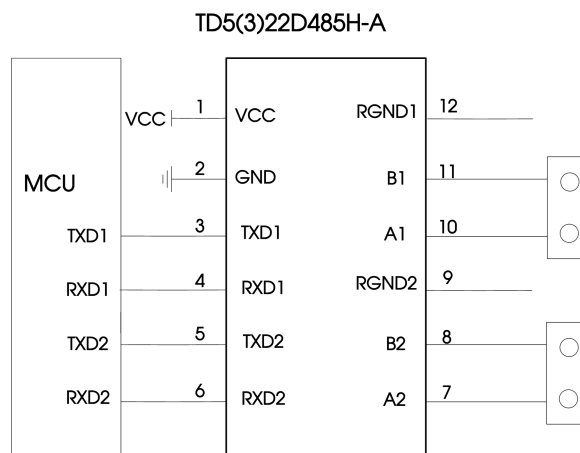 TD5(3)22D485H-A
VCC 1 VCC RGND1 12
MCU 2 GND B1 11
TXD1 3 TXD1 A1 10
RXD1 4 RXD1 RGND2 9
TXD2 5 TXD2 B2 8
RXD2 6 RXD2 A2 7